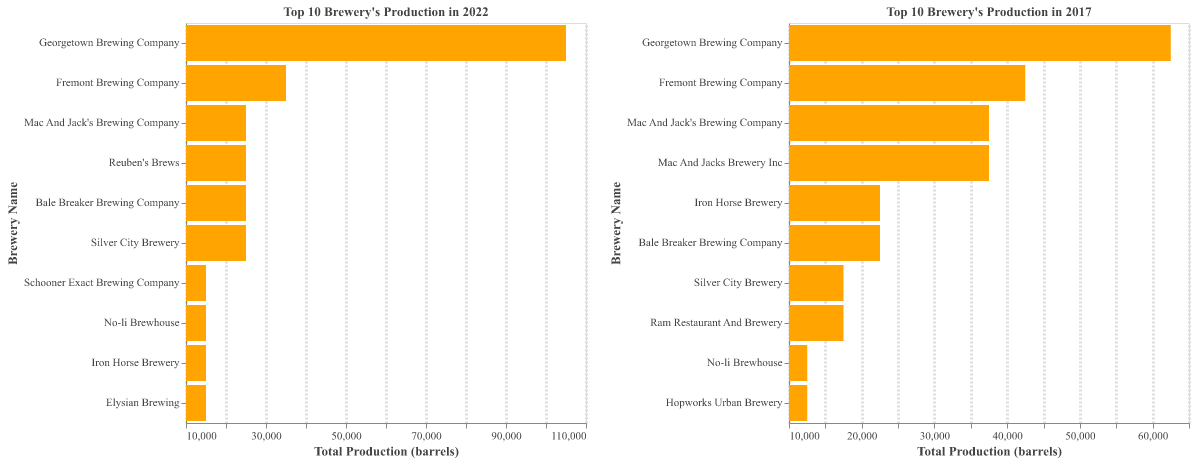 Top 10 Brewery's Production in 2022
Brewery Name
Georgetown Brewing Company
Fremont Brewing Company
Mac And Jack's Brewing Company
Reuben's Brews
Bale Breaker Brewing Company
Silver City Brewery
Schooner Exact Brewing Company
No-li Brewhouse
Iron Horse Brewery
Elysian Brewing
10,000 30,000 50,000 70,000 90,000 110,000
Total Production (barrels)
Top 10 Brewery's Production in 2017
Brewery Name
Georgetown Brewing Company
Fremont Brewing Company
Mac And Jack's Brewing Company
Mac And Jacks Brewery Inc
Iron Horse Brewery
Bale Breaker Brewing Company
Silver City Brewery
Ram Restaurant And Brewery
No-li Brewhouse
Hopworks Urban Brewery
10,000 20,000 30,000 40,000 50,000 60,000
Total Production (barrels)